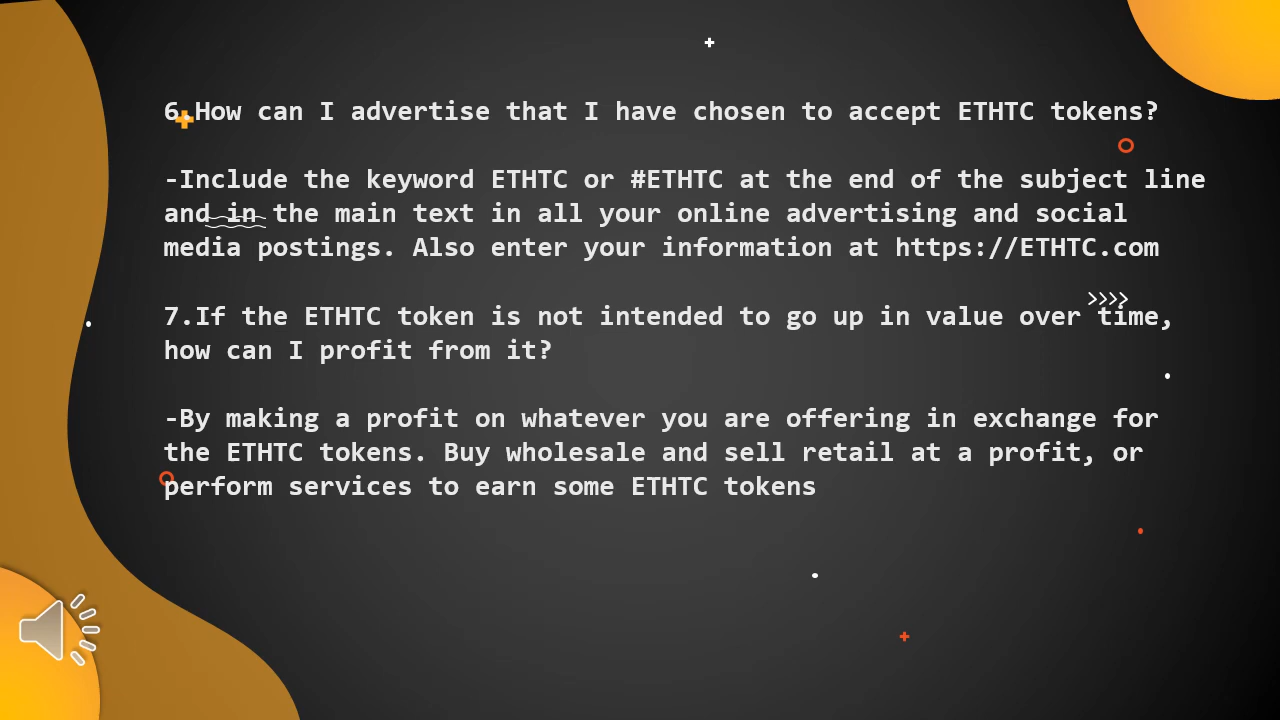 6.How can I advertise that I have chosen to accept ETHTC tokens?
-Include the keyword ETHTC or #ETHTC at the end of the subject line
and in the main text in all your online advertising and social
media postings. Also enter your information at https://ETHTC.com
7.If the ETHTC token is not intended to go up in value over time,
how can I profit from it?
-By making a profit on whatever you are offering in exchange for
the ETHTC tokens. Buy wholesale and sell retail at a profit, or
perform services to earn some ETHTC tokens